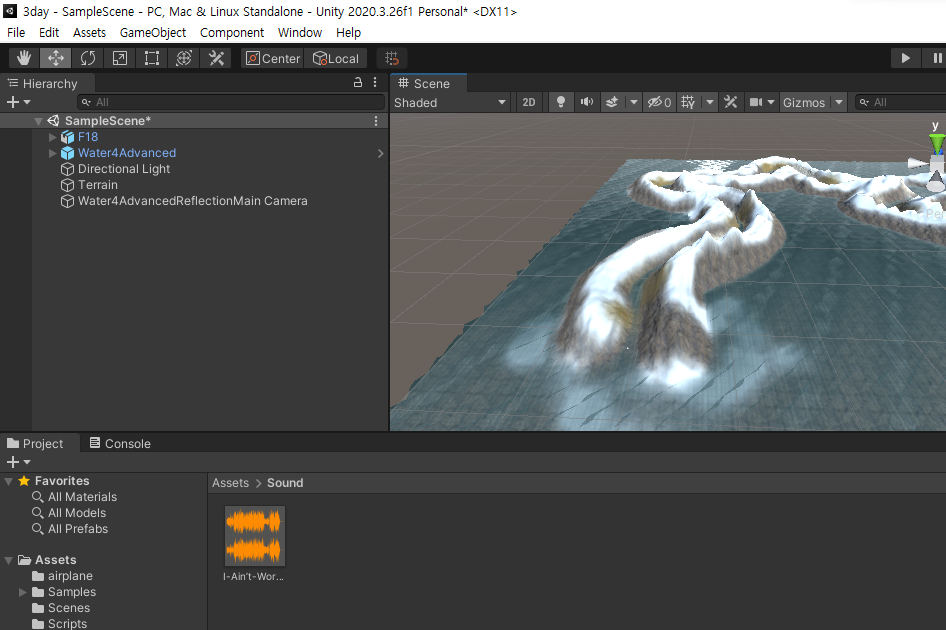 3day - SampleScene - PC, Mac & Linux Standalone - Unity 2020.3.26f1 Personal* <DX11>
File Edit Assets GameObject Component Window Help
Center Local
Hierarchy
All
SampleScene*
F18
Water4Advanced
Directional Light
Terrain
Water4AdvancedReflectionMain Camera
Scene
Shaded 2D 0 Gizmos All
y
Project Console
Favorites
All Materials
All Models
All Prefabs
Assets
airplane
Samples
Scenes
Scripts
Assets > Sound
I-Ain't-Wor...